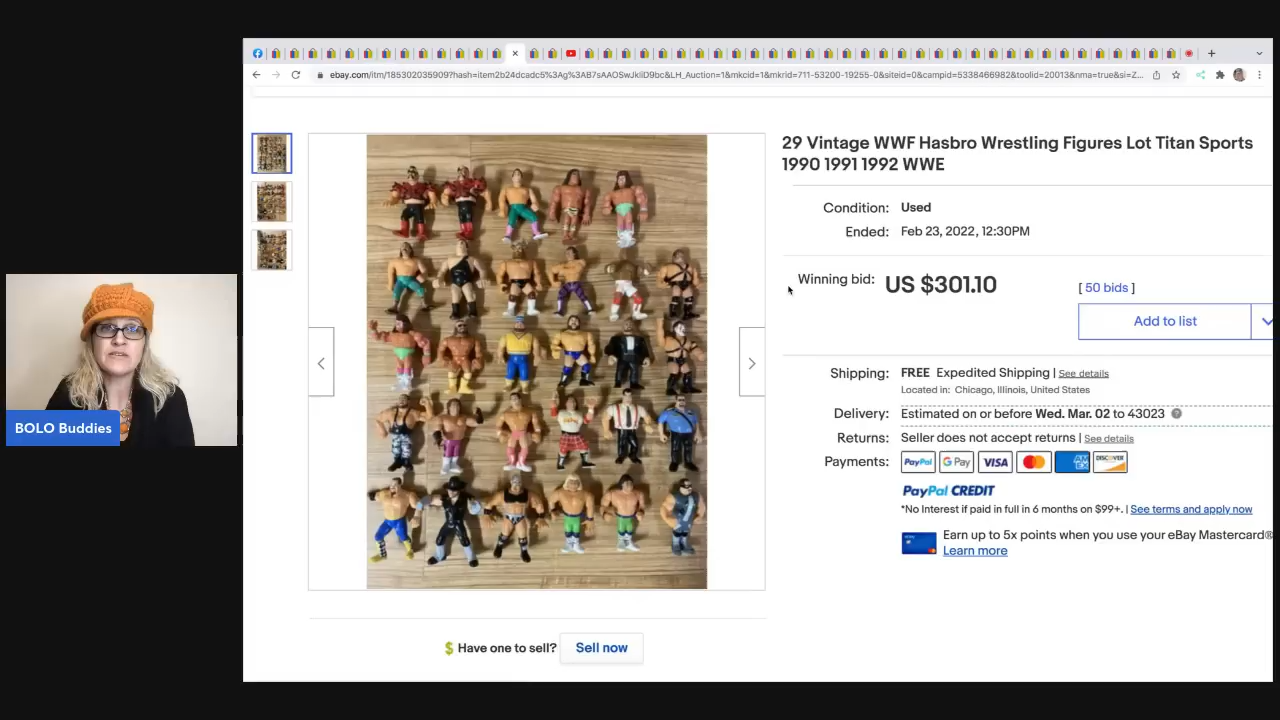 ebay.com/itm/185302035909?hash=item2b24dcadc5%3Ag%3AB7sAAOSwJkliD9bc&LH_Auction=1&mkcid=1&mkrid=711-53200-19255-0&siteid=0&campid=5338466982&toolid=20013&nma=true&si=Z...
29 Vintage WWF Hasbro Wrestling Figures Lot Titan Sports
1990 1991 1992 WWE
Condition: Used
Ended: Feb 23, 2022, 12:30PM
Winning bid: US $301.10 [ 50 bids ]
Add to list
Shipping: FREE Expedited Shipping | See details
Located in: Chicago, Illinois, United States
Delivery: Estimated on or before Wed. Mar. 02 to 43023 ?
Returns: Seller does not accept returns | See details
Payments: PayPal G Pay VISA MasterCard AM EX DISCOVER
PayPal CREDIT
*No Interest if paid in full in 6 months on $99+. | See terms and apply now
Earn up to 5x points when you use your eBay Mastercard®
Learn more
BOLO Buddies
$ Have one to sell? Sell now